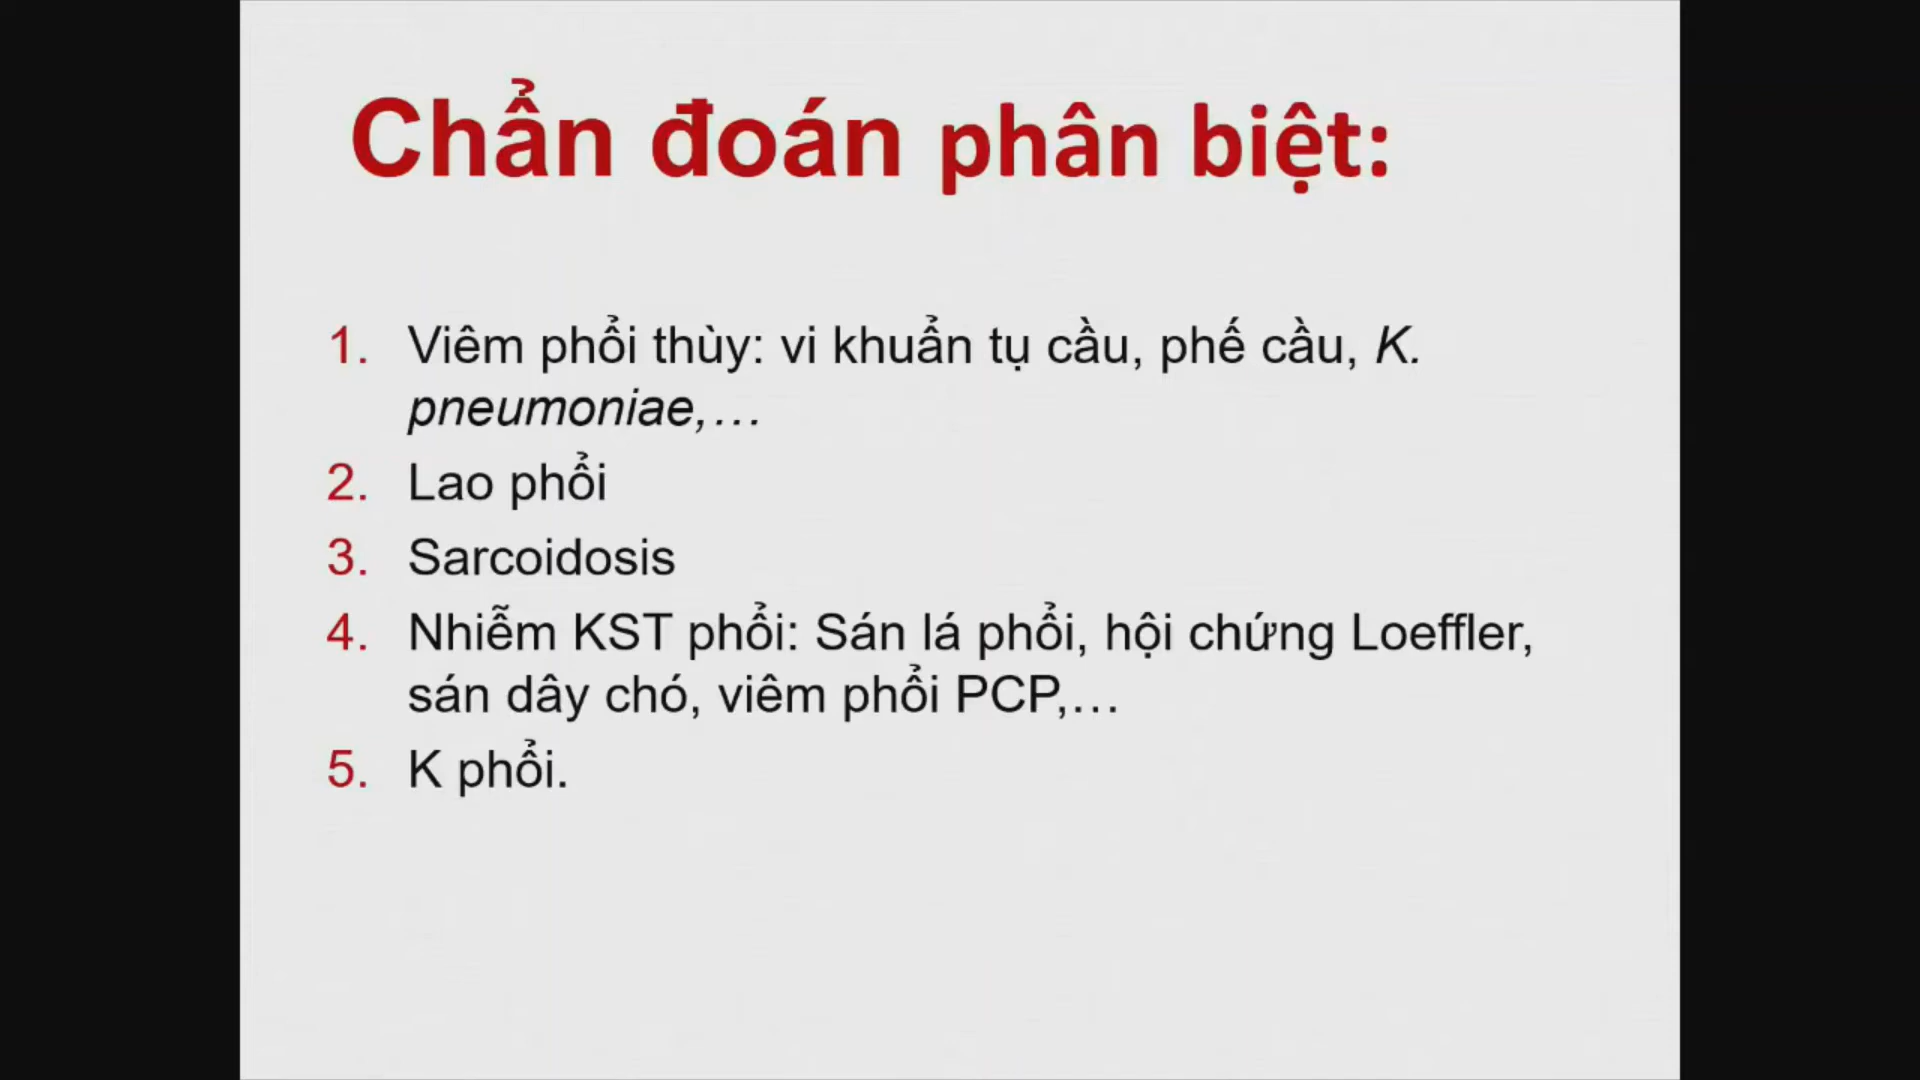 Chẩn đoán phân biệt:
1. Viêm phổi thùy: vi khuẩn tụ cầu, phế cầu, K.
pneumoniae,…
2. Lao phổi
3. Sarcoidosis
4. Nhiễm KST phổi: Sán lá phổi, hội chứng Loeffler,
sán dây chó, viêm phổi PCP,…
5. K phổi.